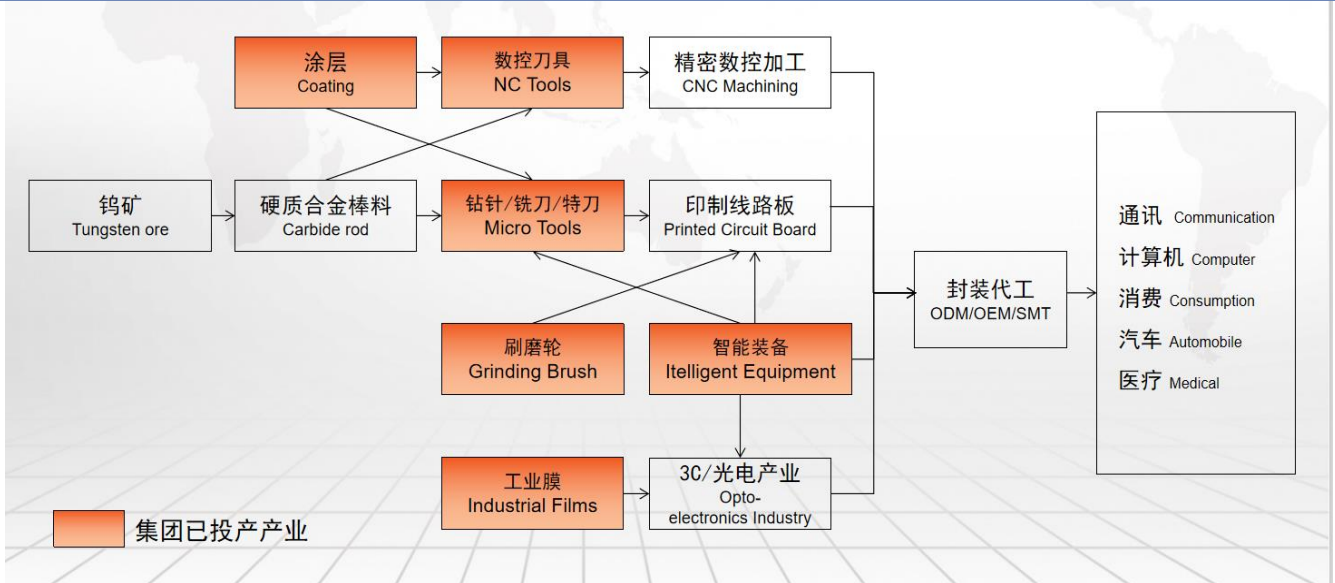 涂层
Coating
数控刀具
NC Tools
精密数控加工
CNC Machining
钨矿
Tungsten ore
硬质合金棒料
Carbide rod
钻针/铣刀/特刀
Micro Tools
印制线路板
Printed Circuit Board
刷磨轮
Grinding Brush
智能装备
Itelligent Equipment
工业膜
Industrial Films
3C/光电产业
Opto-
electronics Industry
封装代工
ODM/OEM/SMT
通讯 Communication
计算机 Computer
消费 Consumption
汽车 Automobile
医疗 Medical
集团已投产产业